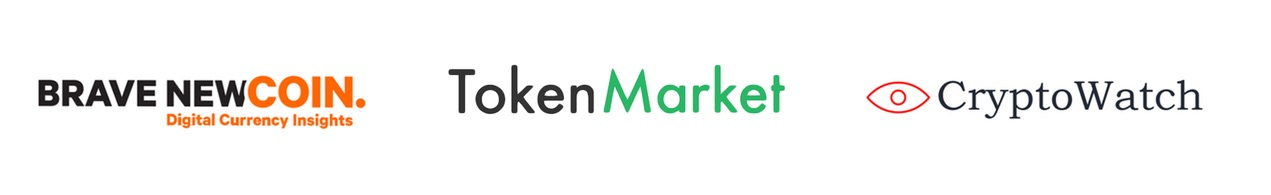 BRAVE NEWCOIN.
Digital Currency Insights
TokenMarket
CryptoWatch